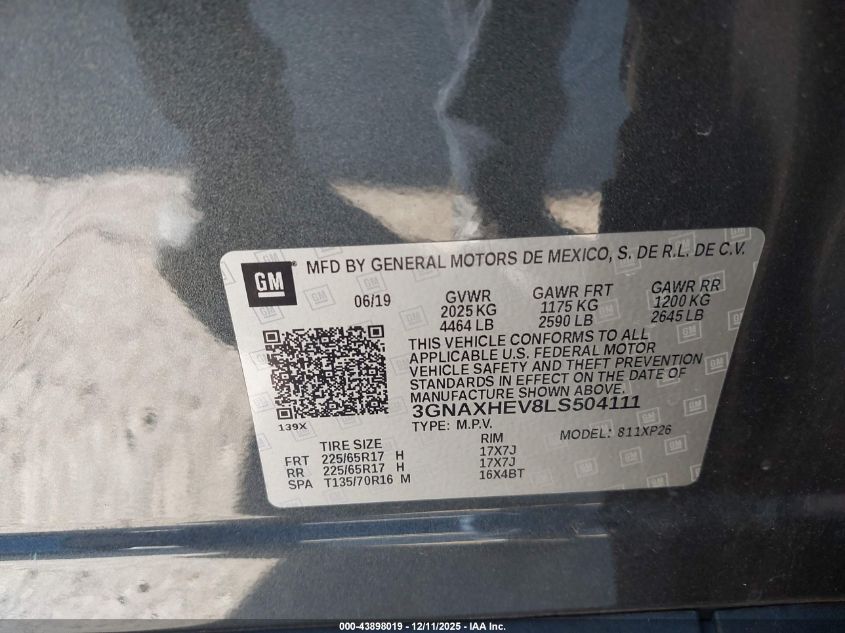 GM
MFD BY GENERAL MOTORS DE MEXICO, S. DE R.L. DE C.V.
06/19
GVWR
2025 KG
4464 LB
GAWR FRT
1175 KG
2590 LB
GAWR RR
1200 KG
2645 LB
THIS VEHICLE CONFORMS TO ALL
APPLICABLE U.S. FEDERAL MOTOR
VEHICLE SAFETY AND THEFT PREVENTION
STANDARDS IN EFFECT ON THE DATE OF
MANUFACTURE SHOWN ABOVE.
3GNAXHEV8LS504111
TYPE: M.P.V.
MODEL: 811XP26
139X
TIRE SIZE RIM
FRT 225/65R17 H 17X7J
RR 225/65R17 H 17X7J
SPA T135/70R16 M 16X4BT
000-43898019 - 12/11/2025 - IAA Inc.